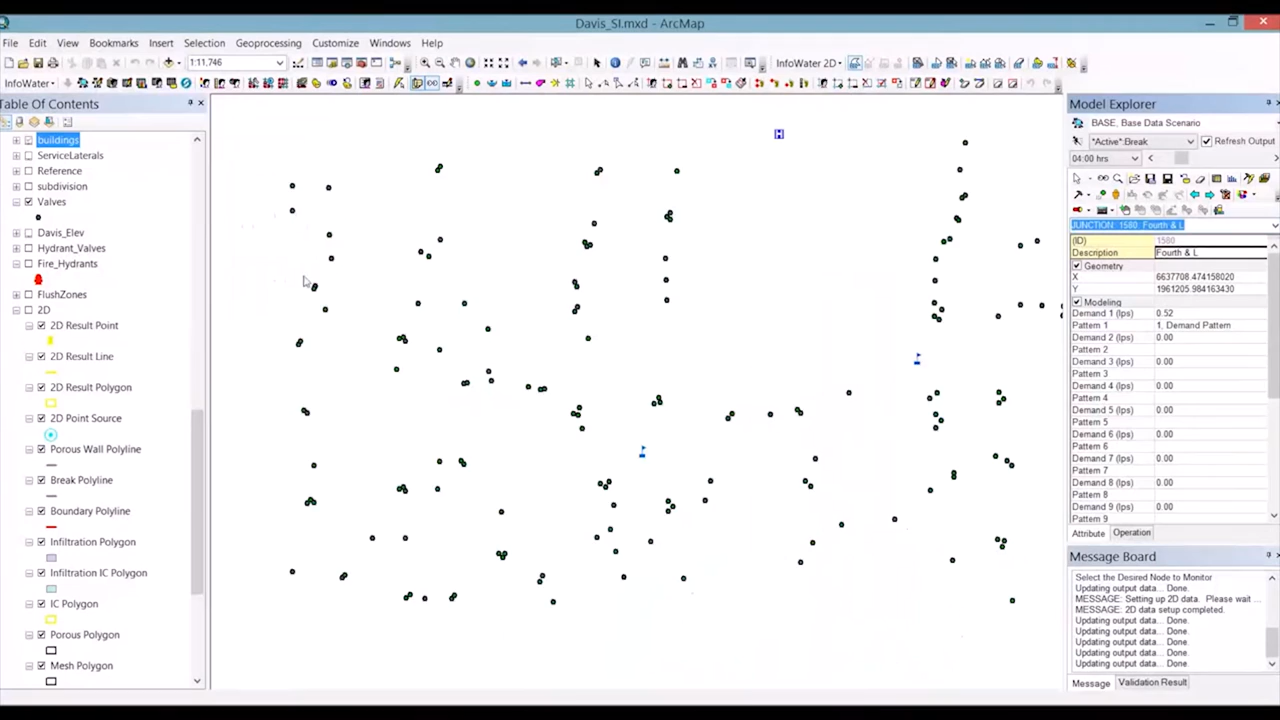 Davis_SI.mxd - ArcMap
File Edit View Bookmarks Insert Selection Geoprocessing Customize Windows Help
1:11,746
InfoWater 2D
InfoWater
Table Of Contents
buildings
ServiceLaterals
Reference
subdivision
Valves
Davis_Elev
Hydrant_Valves
Fire_Hydrants
FlushZones
2D
2D Result Point
2D Result Line
2D Result Polygon
2D Point Source
Porous Wall Polyline
Break Polyline
Boundary Polyline
Infiltration Polygon
Infiltration IC Polygon
IC Polygon
Porous Polygon
Mesh Polygon
H
Model Explorer
BASE, Base Data Scenario
*Active*:Break Refresh Output
04:00 hrs
JUNCTION: 1580, Fourth & L
(ID) 1580
Description Fourth & L
Geometry
X 6637708.474158020
Y 1961205.984163430
Modeling
Demand 1 (lps) 0.52
Pattern 1 1, Demand Pattern
Demand 2 (lps) 0.00
Pattern 2
Demand 3 (lps) 0.00
Pattern 3
Demand 4 (lps) 0.00
Pattern 4
Demand 5 (lps) 0.00
Pattern 5
Demand 6 (lps) 0.00
Pattern 6
Demand 7 (lps) 0.00
Pattern 7
Demand 8 (lps) 0.00
Pattern 8
Demand 9 (lps) 0.00
Pattern 9
Attribute Operation
Message Board
Select the Desired Node to Monitor
Updating output data... Done.
MESSAGE: Setting up 2D data. Please wait ...
MESSAGE: 2D data setup completed.
Updating output data... Done.
Updating output data... Done.
Updating output data... Done.
Updating output data... Done.
Updating output data... Done.
Message Validation Result